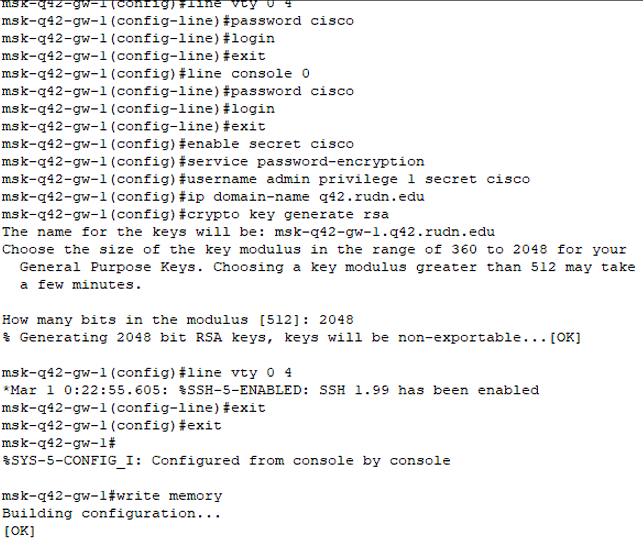 msk-q42-gw-1(config)#line vty 0 4
msk-q42-gw-1(config-line)#password cisco
msk-q42-gw-1(config-line)#login
msk-q42-gw-1(config-line)#exit
msk-q42-gw-1(config)#line console 0
msk-q42-gw-1(config-line)#password cisco
msk-q42-gw-1(config-line)#login
msk-q42-gw-1(config-line)#exit
msk-q42-gw-1(config)#enable secret cisco
msk-q42-gw-1(config)#service password-encryption
msk-q42-gw-1(config)#username admin privilege 1 secret cisco
msk-q42-gw-1(config)#ip domain-name q42.rudn.edu
msk-q42-gw-1(config)#crypto key generate rsa
The name for the keys will be: msk-q42-gw-1.q42.rudn.edu
Choose the size of the key modulus in the range of 360 to 2048 for your
General Purpose Keys. Choosing a key modulus greater than 512 may take
a few minutes.
How many bits in the modulus [512]: 2048
% Generating 2048 bit RSA keys, keys will be non-exportable...[OK]
msk-q42-gw-1(config)#line vty 0 4
*Mar 1 0:22:55.605: %SSH-5-ENABLED: SSH 1.99 has been enabled
msk-q42-gw-1(config-line)#exit
msk-q42-gw-1(config)#exit
msk-q42-gw-1#
%SYS-5-CONFIG_I: Configured from console by console
msk-q42-gw-1#write memory
Building configuration...
[OK]